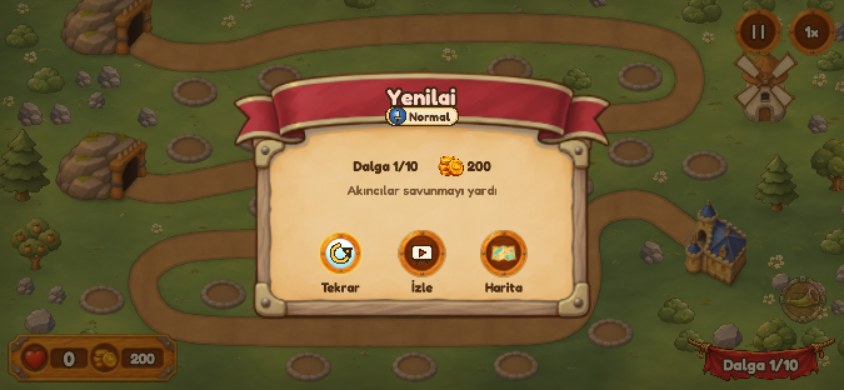 1x
Yenilai
Normal
Dalga 1/10
200
Akıncılar savunmayı yardı
Tekrar
İzle
Harita
0
200
Dalga 1/10